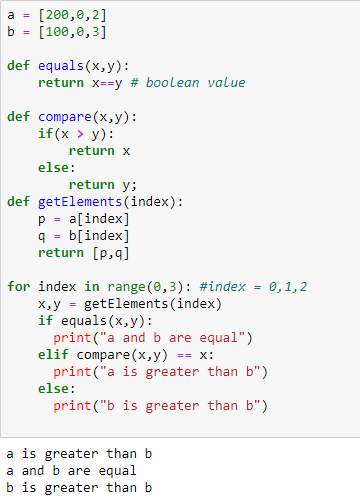 a = [200,0,2]
b = [100,0,3]
def equals(x,y):
    return x==y # boolean value
def compare(x,y):
    if(x > y):
        return x
    else:
        return y;
def getElements(index):
    p = a[index]
    q = b[index]
    return [p,q]
for index in range(0,3): #index = 0,1,2
    x,y = getElements(index)
    if equals(x,y):
      print("a and b are equal")
    elif compare(x,y) == x:
      print("a is greater than b")
    else:
      print("b is greater than b")
a is greater than b
a and b are equal
b is greater than b